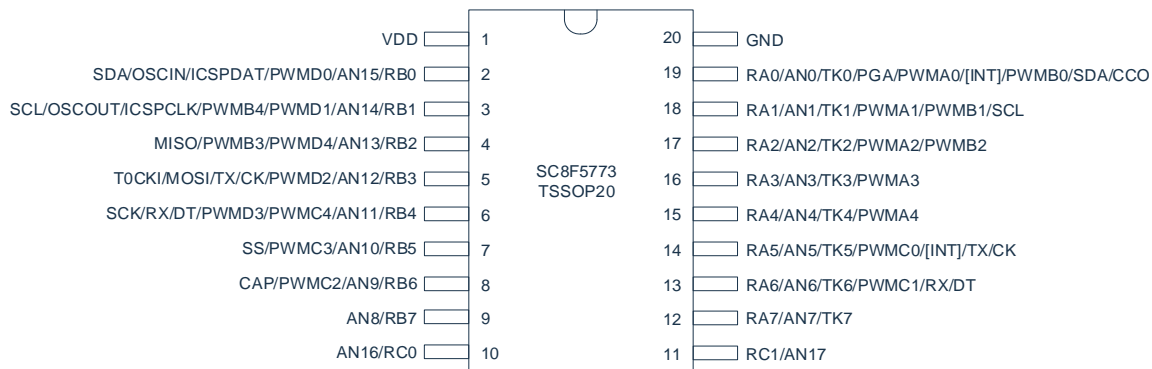 VDD 1 20 GND
SDA/OSCIN/ICSPDAT/PWMD0/AN15/RB0 2 19 RA0/AN0/TK0/PGA/PWMA0/[INT]/PWMB0/SDA/CCO
SCL/OSCOUT/ICSPCLK/PWMB4/PWMD1/AN14/RB1 3 18 RA1/AN1/TK1/PWMA1/PWMB1/SCL
MISO/PWMB3/PWMD4/AN13/RB2 4 17 RA2/AN2/TK2/PWMA2/PWMB2
T0CKI/MOSI/TX/CK/PWMD2/AN12/RB3 5 16 RA3/AN3/TK3/PWMA3
SC8F5773
TSSOP20
SCK/RX/DT/PWMD3/PWMC4/AN11/RB4 6 15 RA4/AN4/TK4/PWMA4
SS/PWMC3/AN10/RB5 7 14 RA5/AN5/TK5/PWMC0/[INT]/TX/CK
CAP/PWMC2/AN9/RB6 8 13 RA6/AN6/TK6/PWMC1/RX/DT
AN8/RB7 9 12 RA7/AN7/TK7
AN16/RC0 10 11 RC1/AN17